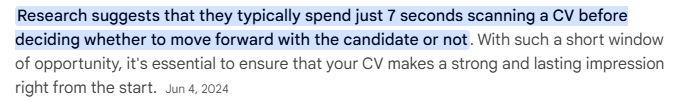 Research suggests that they typically spend just 7 seconds scanning a CV before
deciding whether to move forward with the candidate or not. With such a short window
of opportunity, it's essential to ensure that your CV makes a strong and lasting impression
right from the start. Jun 4, 2024